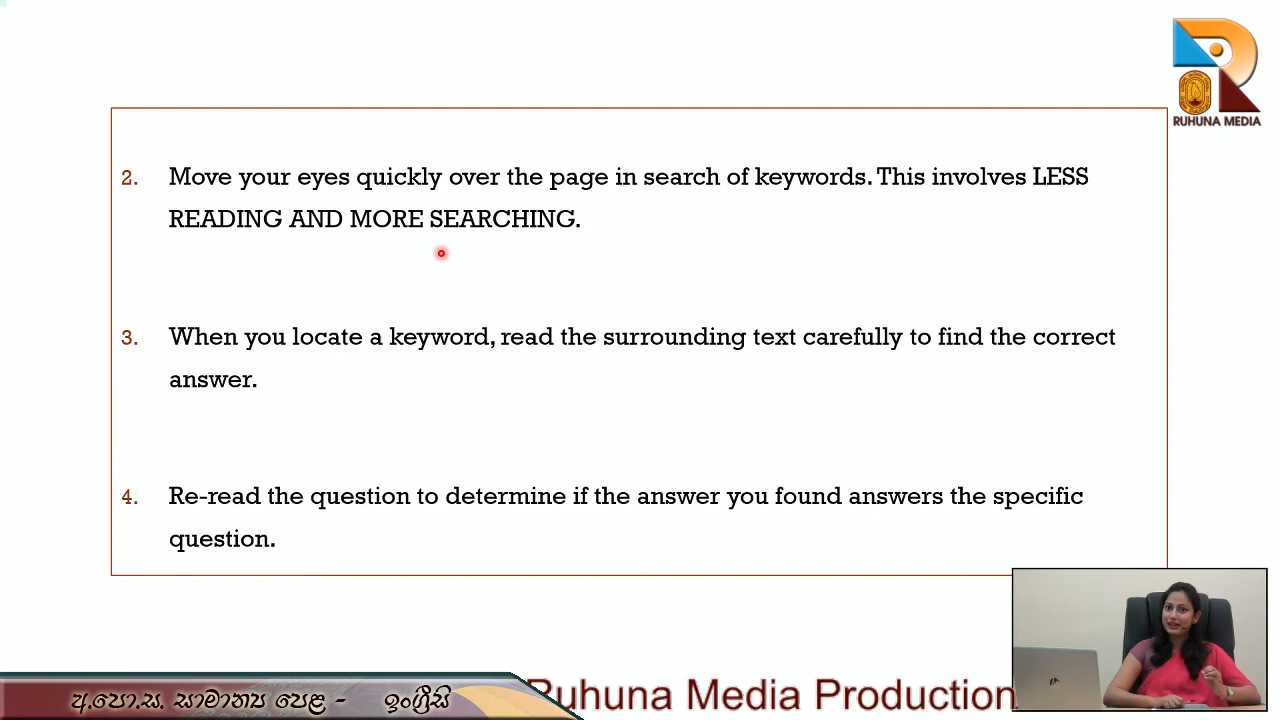 RUHUNA MEDIA
2. Move your eyes quickly over the page in search of keywords. This involves LESS
READING AND MORE SEARCHING.
3. When you locate a keyword, read the surrounding text carefully to find the correct
answer.
4. Re-read the question to determine if the answer you found answers the specific
question.
අ.පො.ස. සාමාන්‍ය පෙළ - ඉංග්‍රීසි
Ruhuna Media Production